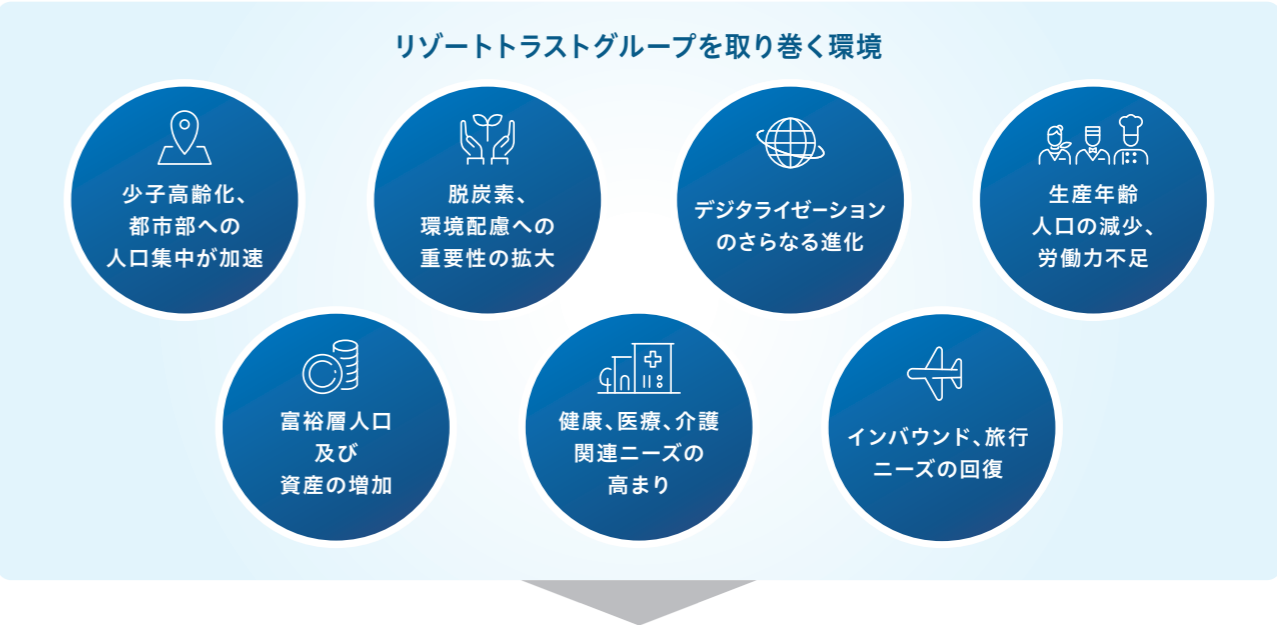 リゾートトラストグループを取り巻く環境
少子高齢化、
都市部への
人口集中が加速
脱炭素、
環境配慮への
重要性の拡大
デジタライゼーション
のさらなる進化
生産年齢
人口の減少、
労働力不足
富裕層人口
及び
資産の増加
健康、医療、介護
関連ニーズの
高まり
インバウンド、旅行
ニーズの回復